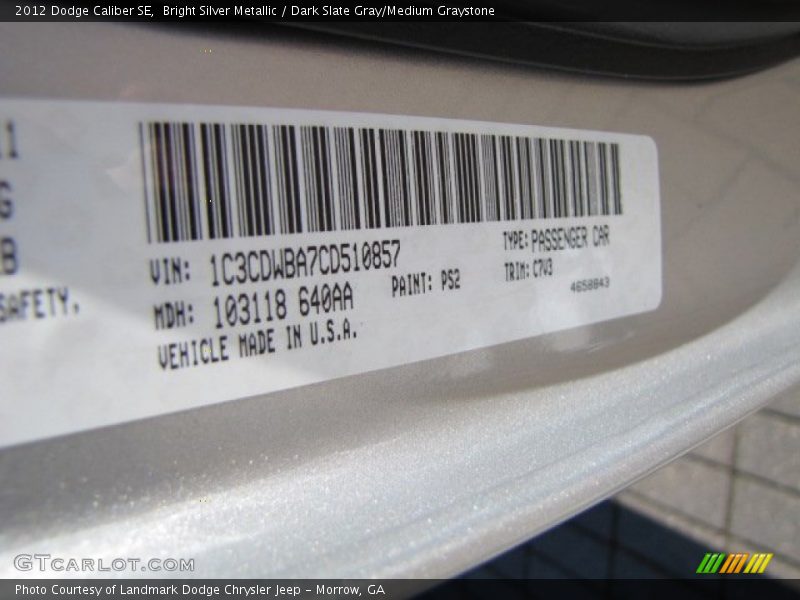 2012 Dodge Caliber SE,  Bright Silver Metallic / Dark Slate Gray/Medium Graystone
SAFETY.
VIN: 1C3CDWBA7CD510857
TYPE: PASSENGER CAR
MDH: 103118 640AA
PAINT: PS2
TRIM: C7V3
4650843
VEHICLE MADE IN U.S.A.
GTCARLOT.COM
Photo Courtesy of Landmark Dodge Chrysler Jeep – Morrow, GA